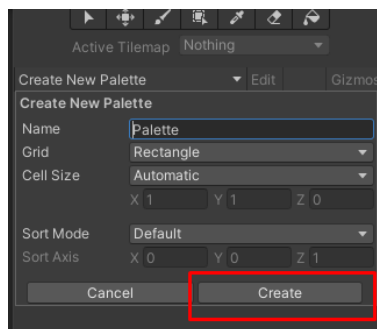 Active Tilemap Nothing
Create New Palette Edit Gizmos
Create New Palette
Name Palette
Grid Rectangle
Cell Size Automatic
X 1 Y 1 Z 0
Sort Mode Default
Sort Axis X 0 Y 0 Z 1
Cancel Create